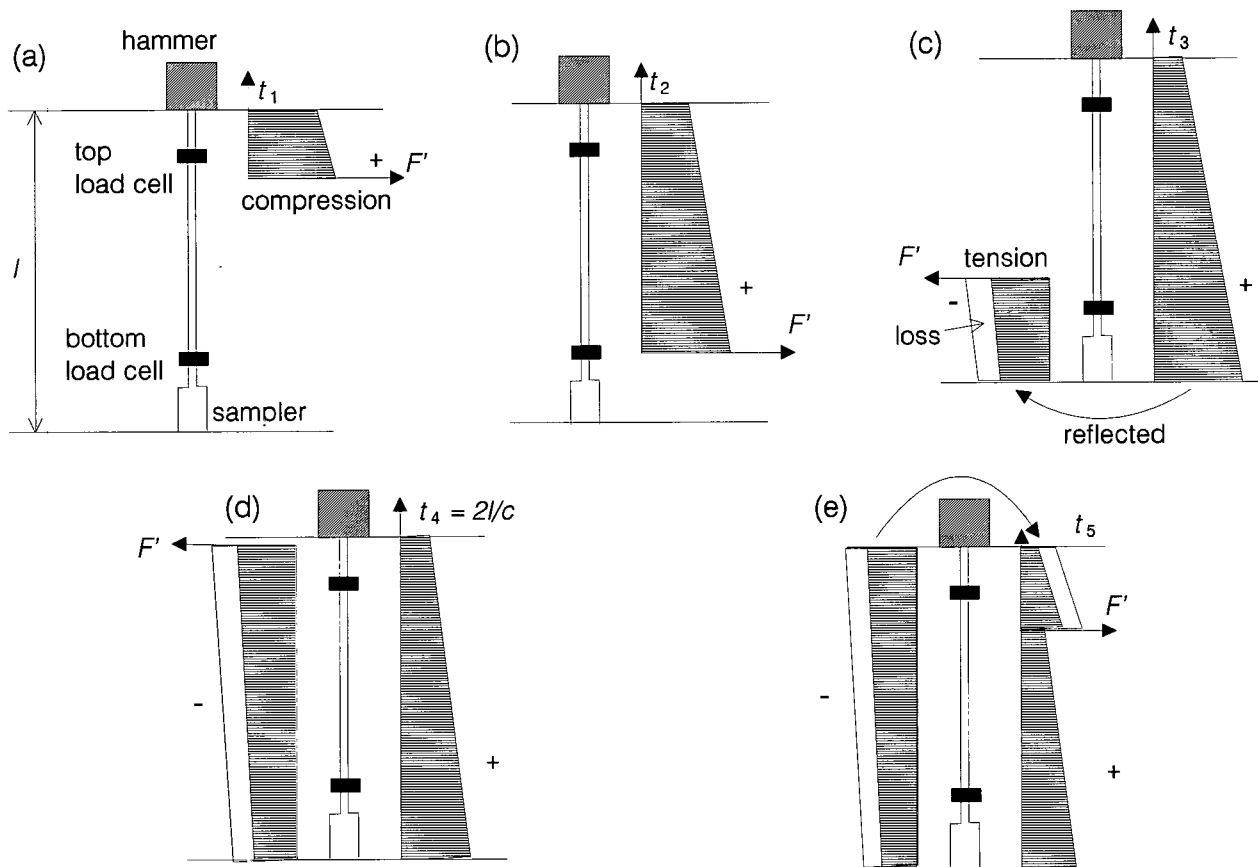 (a)
hammer
t₁
top
load cell
+ F'
compression
l
bottom
load cell
sampler
(b)
t₂
+
F'
(c)
t₃
F'
tension
-
loss
+
reflected
(d)
t₄ = 2l/c
F'
-
+
(e)
t₅
F'
-
+